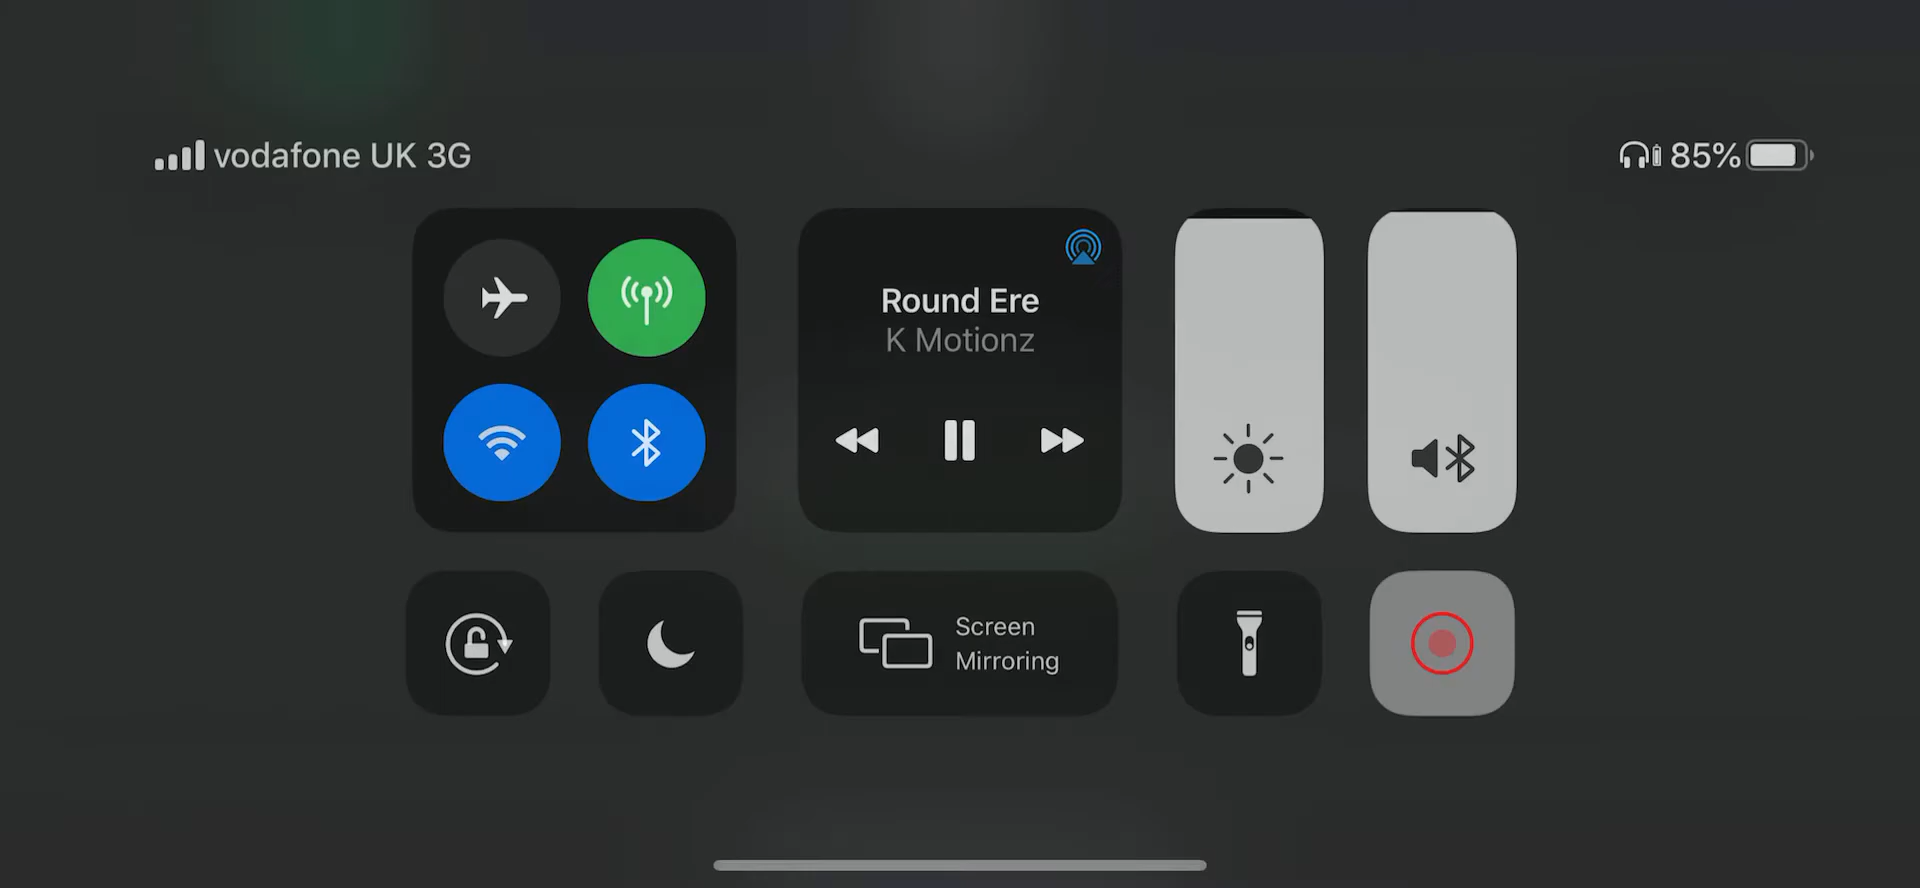 vodafone UK 3G
85%
Round Ere
K Motionz
Screen
Mirroring